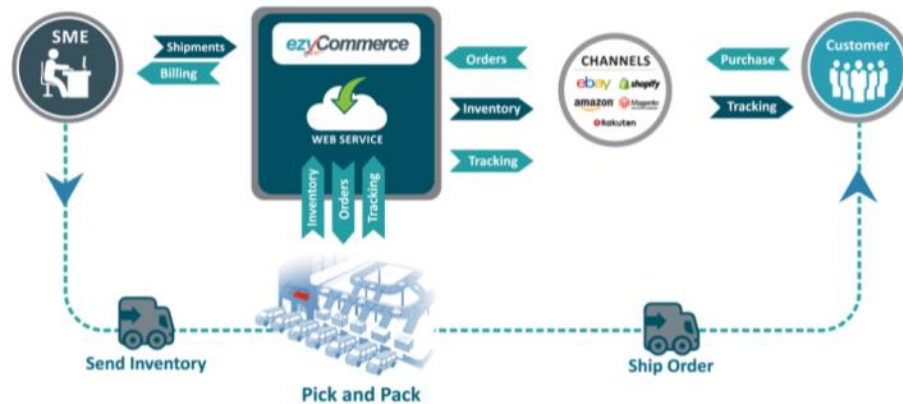 SME
Shipments
Billing
ezyCommerce
WEB SERVICE
Inventory
Orders
Tracking
Orders
Inventory
Tracking
CHANNELS
ebay
shopify
amazon
Magento
Rakuten
Purchase
Tracking
Customer
Send Inventory
Pick and Pack
Ship Order